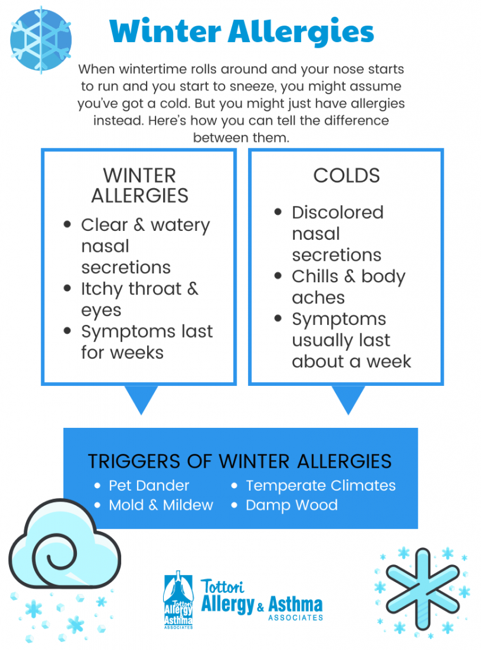 Winter Allergies
When wintertime rolls around and your nose starts
to run and you start to sneeze, you might assume
you've got a cold. But you might just have allergies
instead. Here's how you can tell the difference
between them.
WINTER
ALLERGIES
• Clear & watery
nasal
secretions
• Itchy throat &
eyes
• Symptoms last
for weeks
COLDS
• Discolored
nasal
secretions
• Chills & body
aches
• Symptoms
usually last
about a week
TRIGGERS OF WINTER ALLERGIES
• Pet Dander
• Mold & Mildew
• Temperate Climates
• Damp Wood
Tottori
Allergy
& Asthma
ASSOCIATES
Tottori
Allergy & Asthma
ASSOCIATES